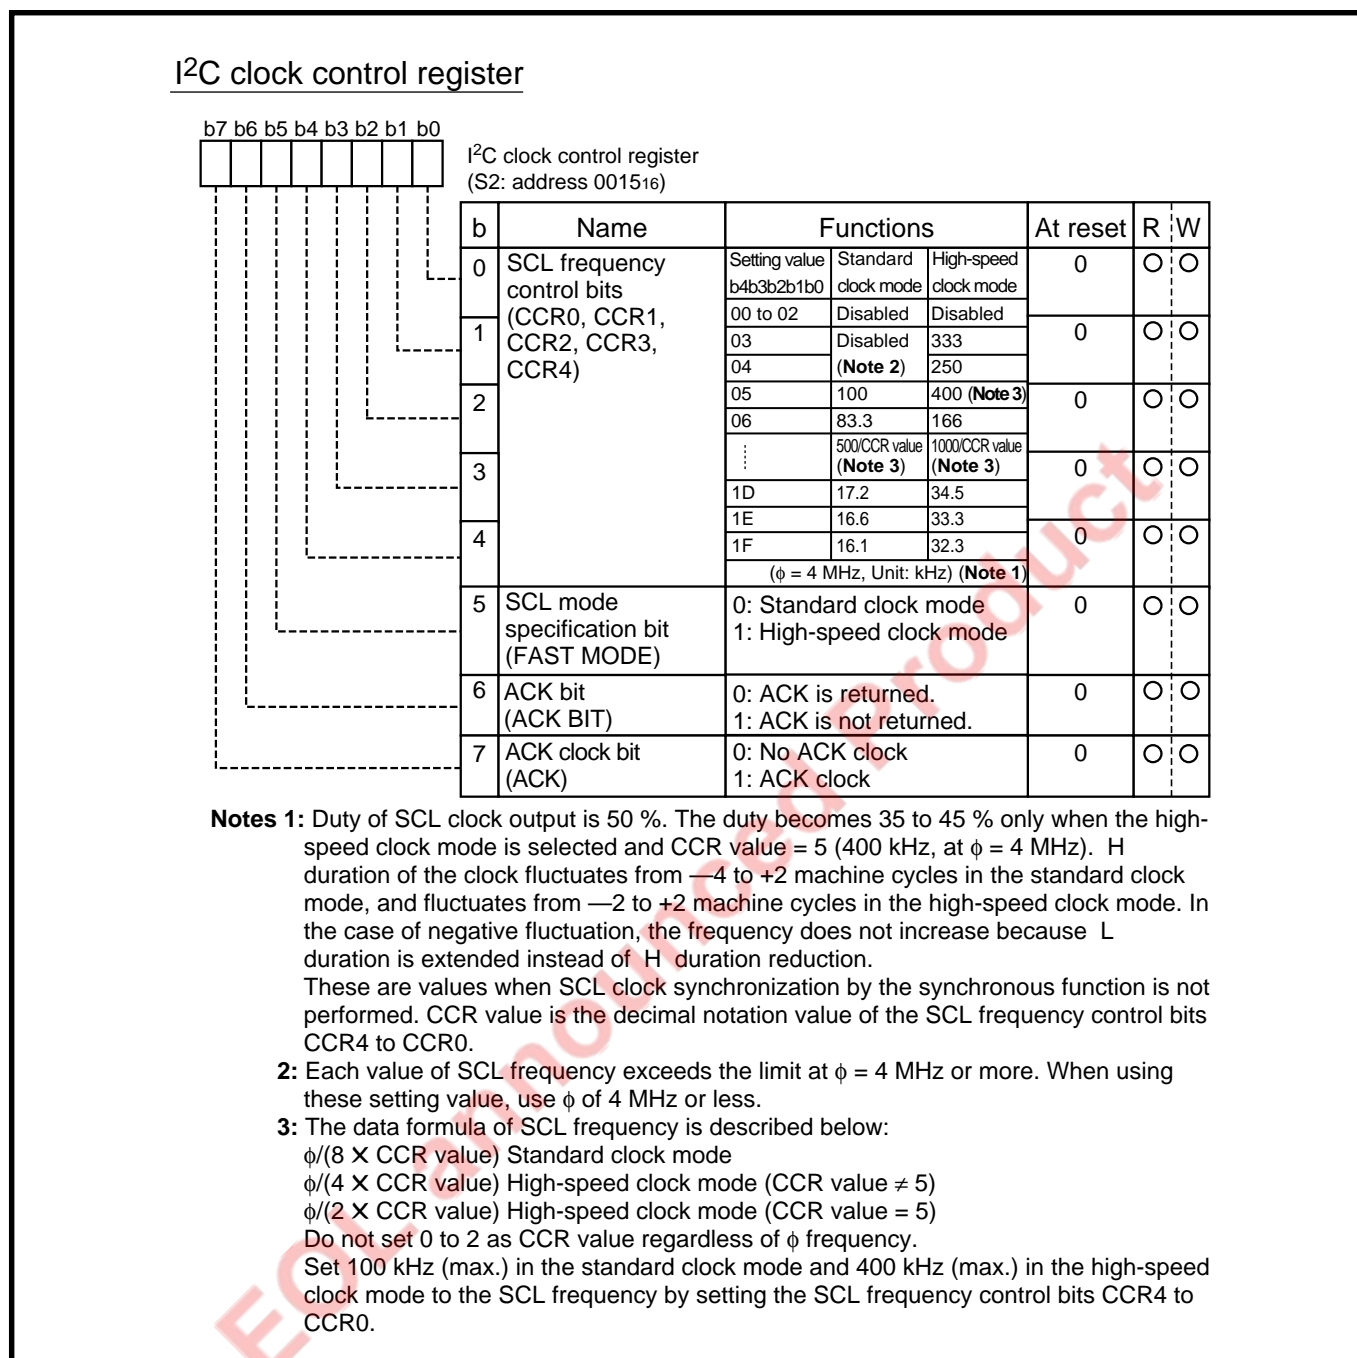 I2C clock control register
b7 b6 b5 b4 b3 b2 b1 b0
I2C clock control register
(S2: address 001516)
b Name Functions At reset R W
0 SCL frequency control bits (CCR0, CCR1, CCR2, CCR3, CCR4) 0
Setting value b4b3b2b1b0 Standard clock mode High-speed clock mode
00 to 02 Disabled Disabled
1 0
03 Disabled (Note 2) 333
04 250
2 0
05 100 400 (Note 3)
06 83.3 166
500/CCR value (Note 3) 1000/CCR value (Note 3)
3 0
1D 17.2 34.5
1E 16.6 33.3
4 0
1F 16.1 32.3
(ϕ = 4 MHz, Unit: kHz) (Note 1)
5 SCL mode specification bit (FAST MODE) 0: Standard clock mode 0
1: High-speed clock mode
6 ACK bit (ACK BIT) 0: ACK is returned. 0
1: ACK is not returned.
7 ACK clock bit (ACK) 0: No ACK clock 0
1: ACK clock
Notes 1: Duty of SCL clock output is 50 %. The duty becomes 35 to 45 % only when the high-
speed clock mode is selected and CCR value = 5 (400 kHz, at ϕ = 4 MHz). H
duration of the clock fluctuates from —4 to +2 machine cycles in the standard clock
mode, and fluctuates from —2 to +2 machine cycles in the high-speed clock mode. In
the case of negative fluctuation, the frequency does not increase because L
duration is extended instead of H duration reduction.
These are values when SCL clock synchronization by the synchronous function is not
performed. CCR value is the decimal notation value of the SCL frequency control bits
CCR4 to CCR0.
2: Each value of SCL frequency exceeds the limit at ϕ = 4 MHz or more. When using
these setting value, use ϕ of 4 MHz or less.
3: The data formula of SCL frequency is described below:
ϕ/(8 X CCR value) Standard clock mode
ϕ/(4 X CCR value) High-speed clock mode (CCR value ≠ 5)
ϕ/(2 X CCR value) High-speed clock mode (CCR value = 5)
Do not set 0 to 2 as CCR value regardless of ϕ frequency.
Set 100 kHz (max.) in the standard clock mode and 400 kHz (max.) in the high-speed
clock mode to the SCL frequency by setting the SCL frequency control bits CCR4 to
CCR0.
EOL announced Product